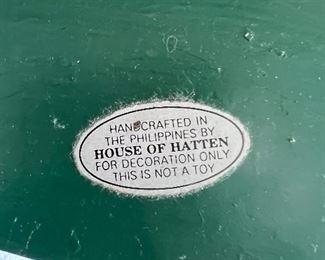 HANDCRAFTED IN
THE PHILIPPINES BY
HOUSE OF HATTEN
FOR DECORATION ONLY
THIS IS NOT A TOY